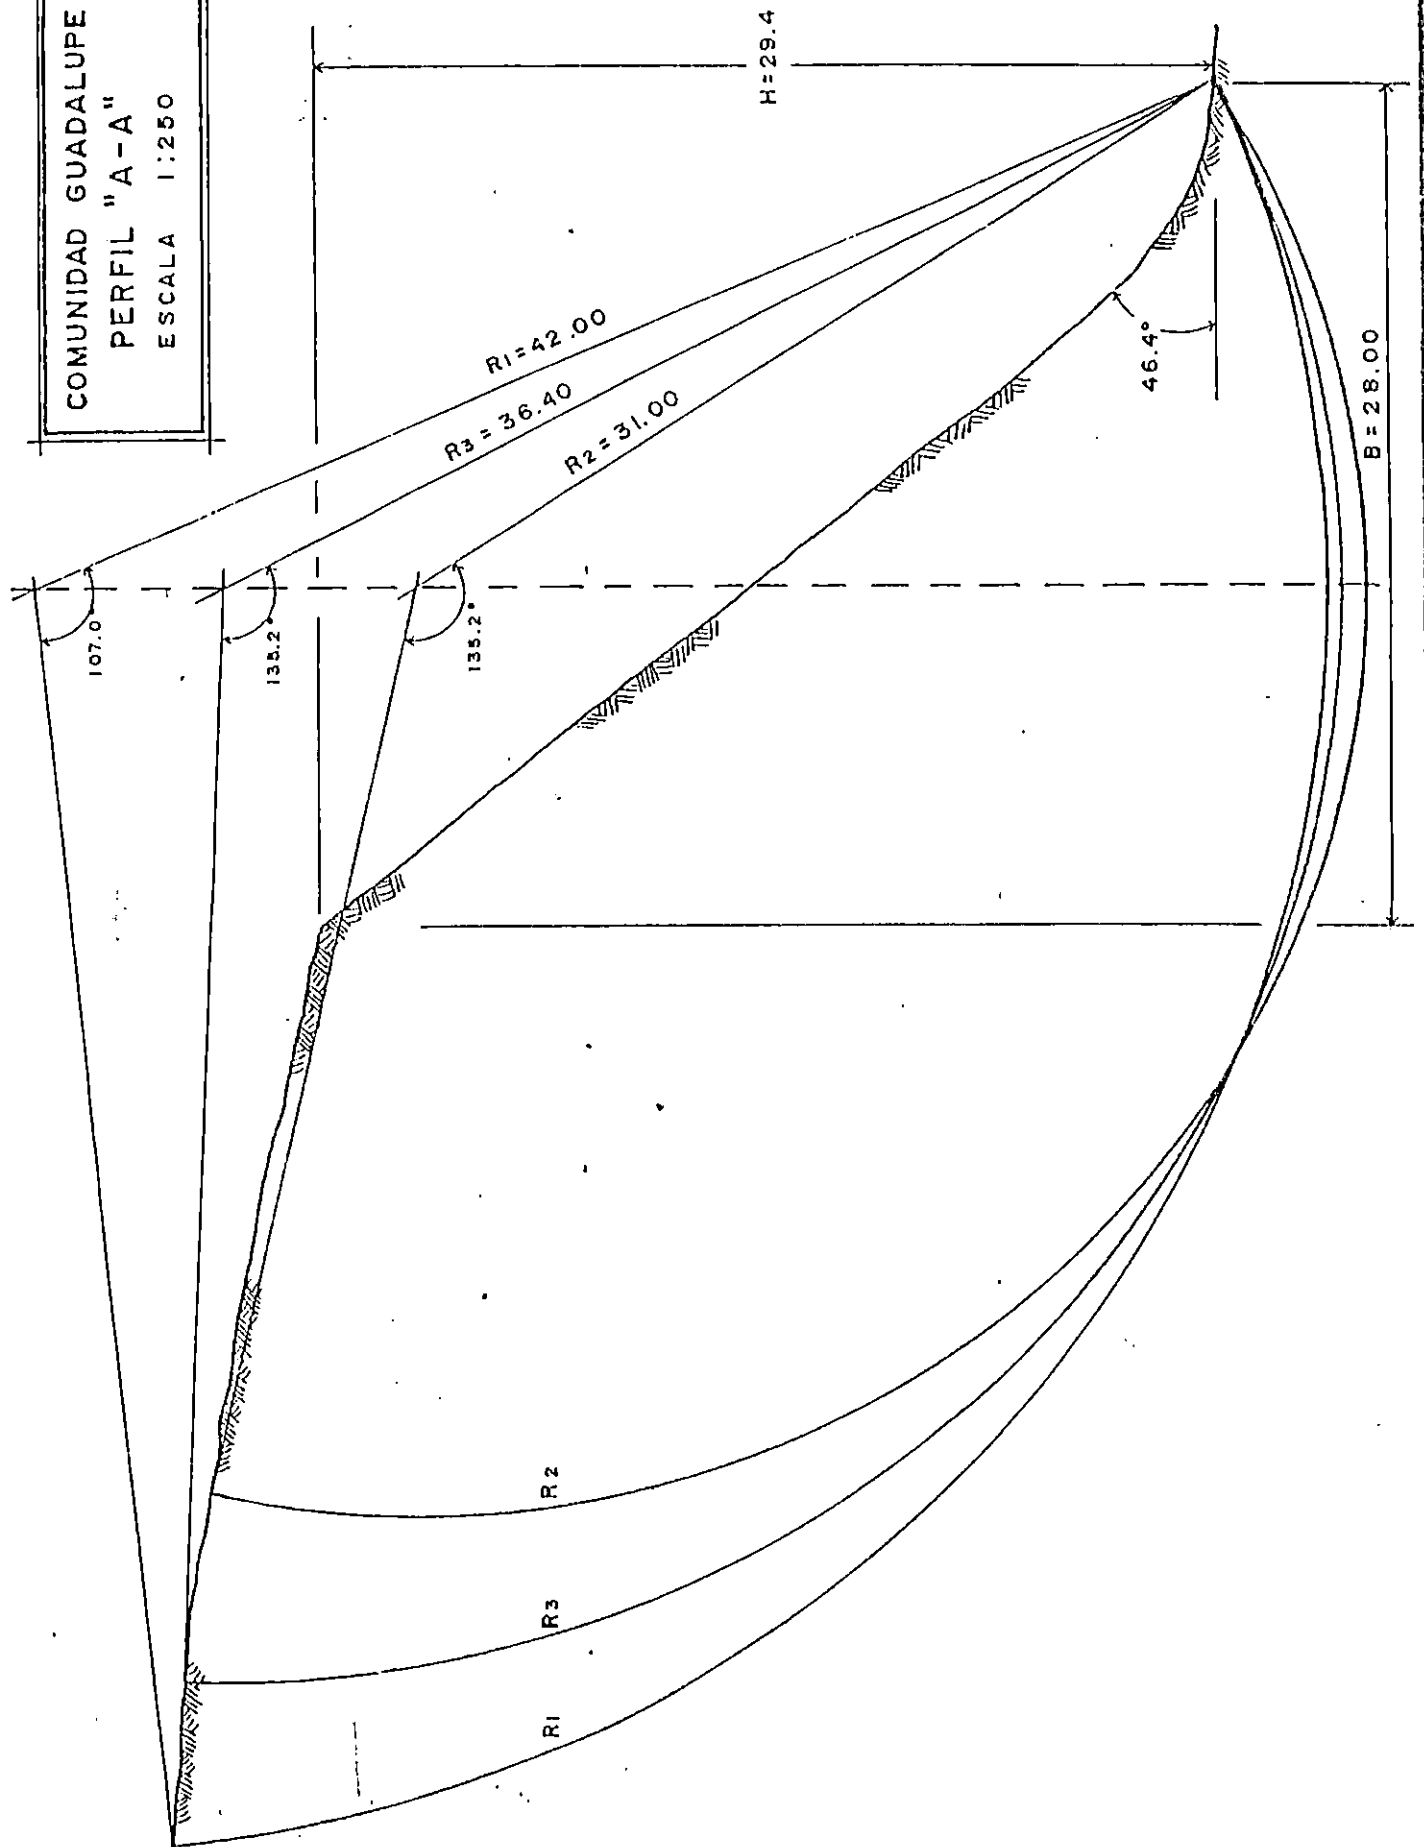 COMUNIDAD GUADALUPE
PERFIL "A-A"
ESCALA 1:250
H=29.4
R1=42.00
R3=36.40
R2=31.00
107.0°
135.2°
135.2°
46.4°
B=28.00
R2
R3
R1